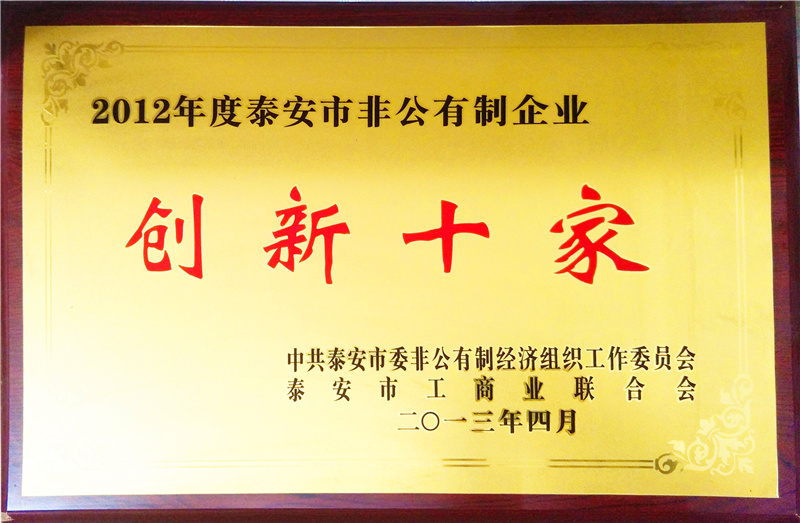 2012年度泰安市非公有制企业
创新十家
中共泰安市委非公有制经济组织工作委员会
泰安市工商业联合会
二〇一三年四月